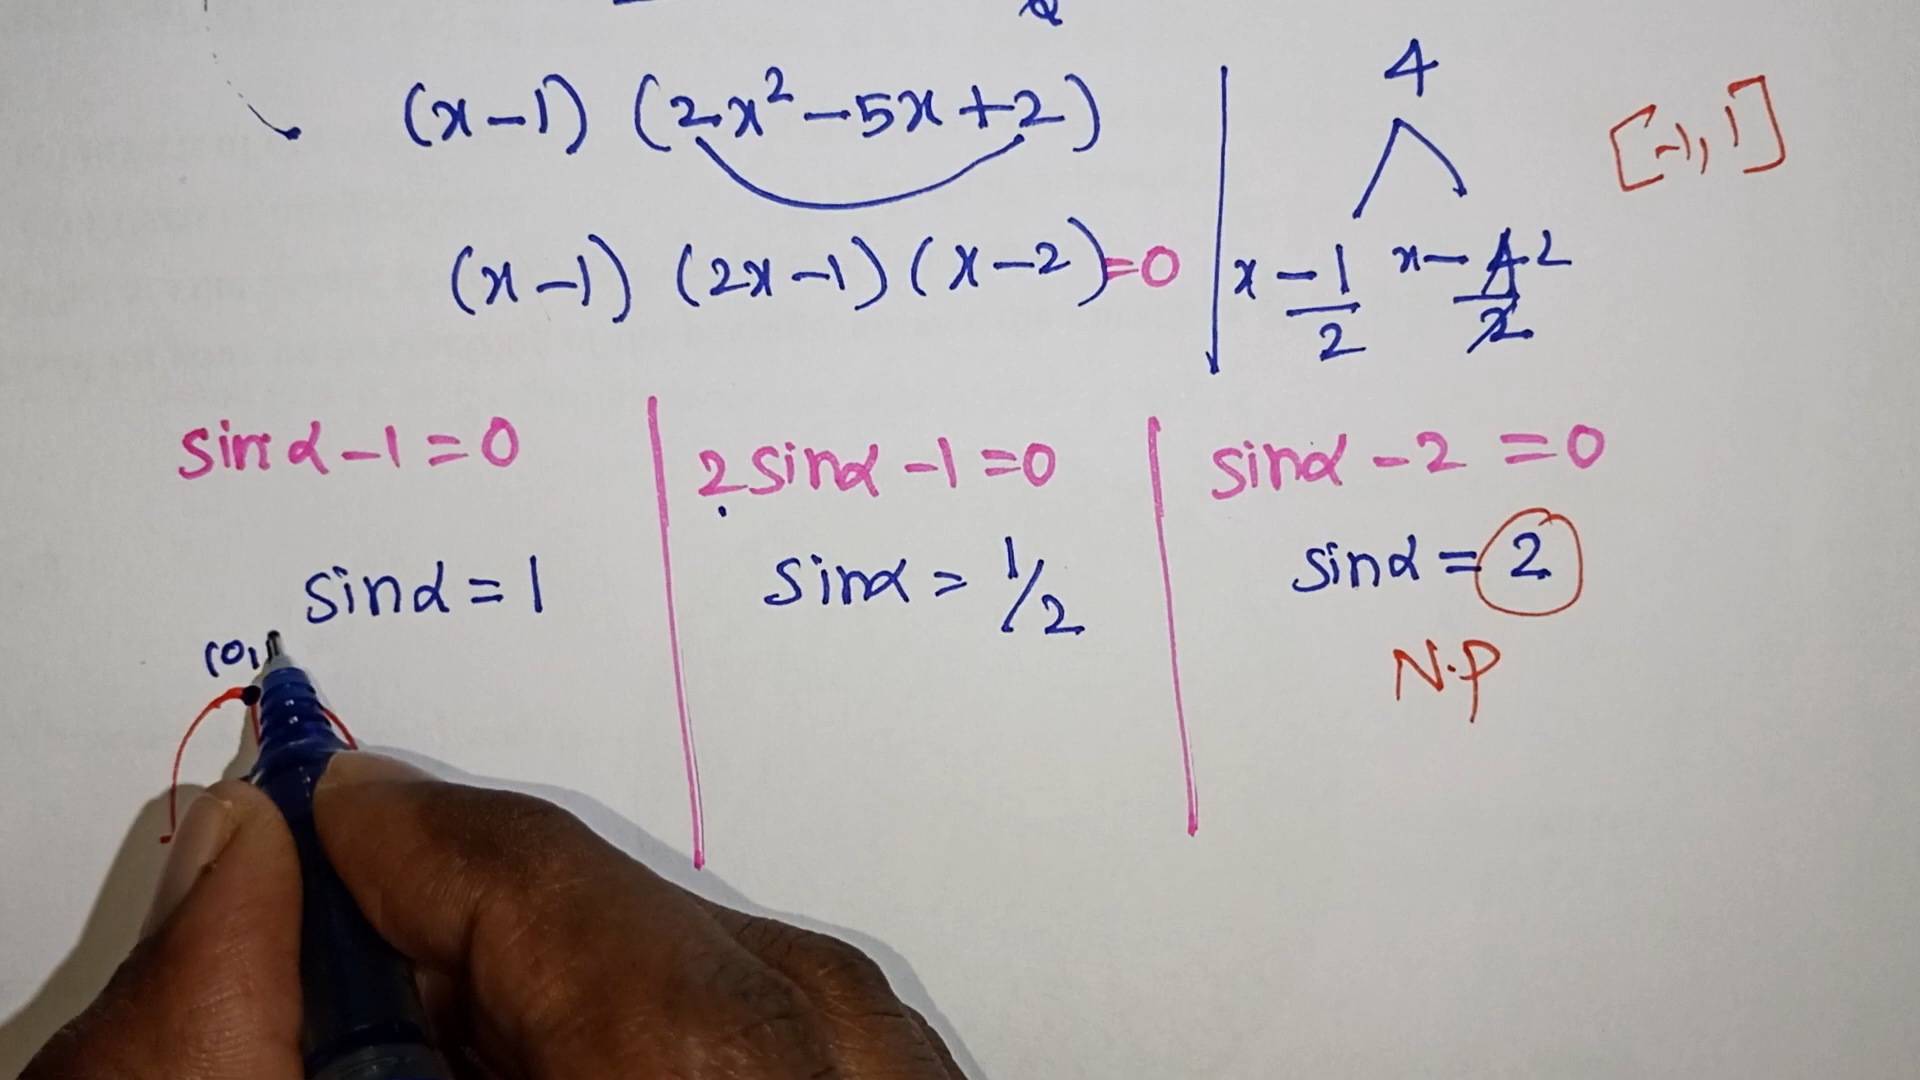 (x-1) (2x²-5x+2)
4
[-1, 1]
(x-1) (2x-1) (x-2)=0
x-1/2 x-4/2 2
sinα-1=0
2sinα-1=0
sinα-2=0
sinα=1
sinα=1/2
sinα=2
N.P
(0,